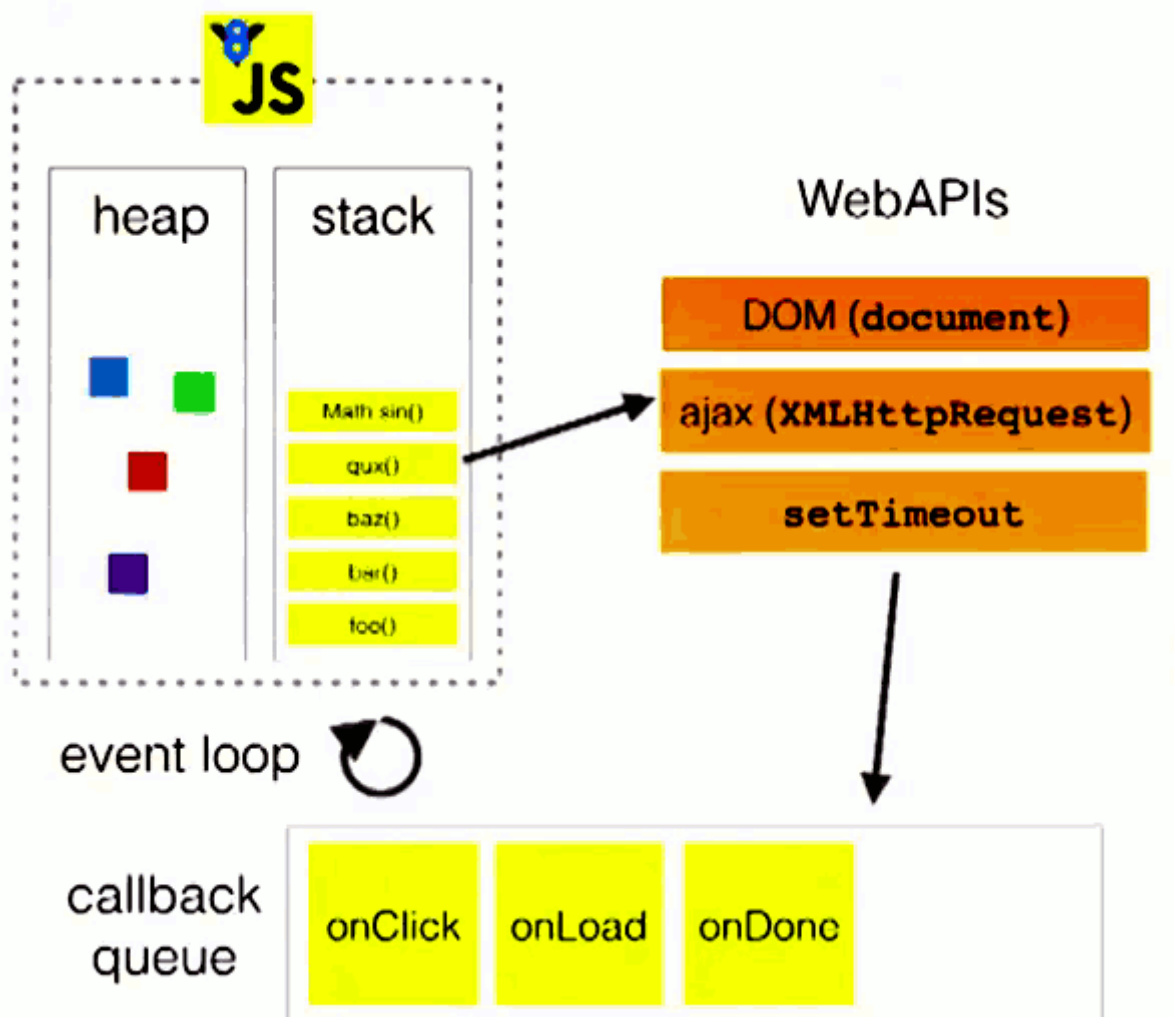 8
JS
heap
stack
WebAPIs
DOM (document)
ajax (XMLHttpRequest)
setTimeout
Math sin()
qux()
baz()
bar()
foo()
event loop
callback
queue
onClick
onLoad
onDone